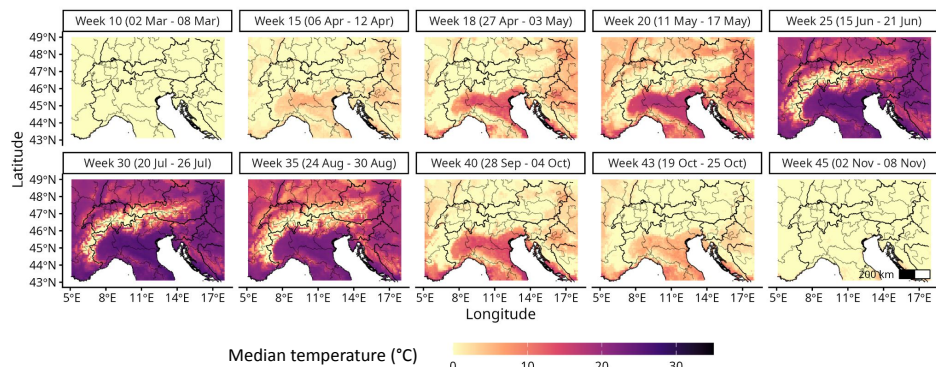 Week 10 (02 Mar - 08 Mar) Week 15 (06 Apr - 12 Apr) Week 18 (27 Apr - 03 May) Week 20 (11 May - 17 May) Week 25 (15 Jun - 21 Jun)
49°N
48°N
47°N
46°N
45°N
44°N
43°N
Latitude
Week 30 (20 Jul - 26 Jul) Week 35 (24 Aug - 30 Aug) Week 40 (28 Sep - 04 Oct) Week 43 (19 Oct - 25 Oct) Week 45 (02 Nov - 08 Nov)
49°N
48°N
47°N
46°N
45°N
44°N
43°N
200 km
5°E 8°E 11°E 14°E 17°E 5°E 8°E 11°E 14°E 17°E 5°E 8°E 11°E 14°E 17°E 5°E 8°E 11°E 14°E 17°E 5°E 8°E 11°E 14°E 17°E
Longitude
Median temperature (°C)
0 10 20 30